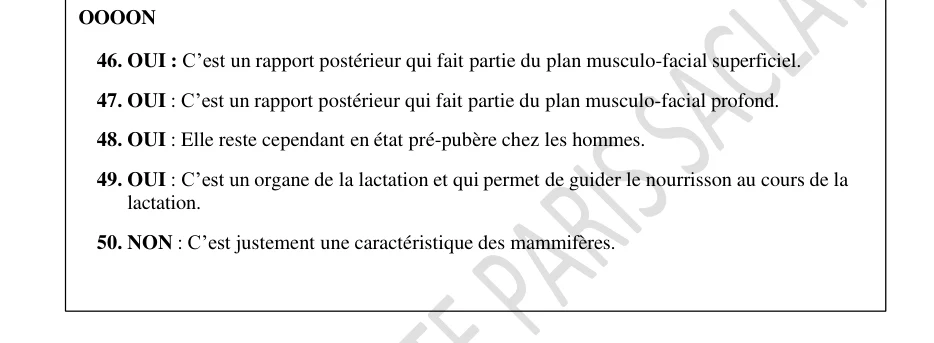 OOOON
46. OUI : C’est un rapport postérieur qui fait partie du plan musculo-facial superficiel.
47. OUI : C’est un rapport postérieur qui fait partie du plan musculo-facial profond.
48. OUI : Elle reste cependant en état pré-pubère chez les hommes.
49. OUI : C’est un organe de la lactation et qui permet de guider le nourrisson au cours de la
lactation.
50. NON : C’est justement une caractéristique des mammifères.
PARIS